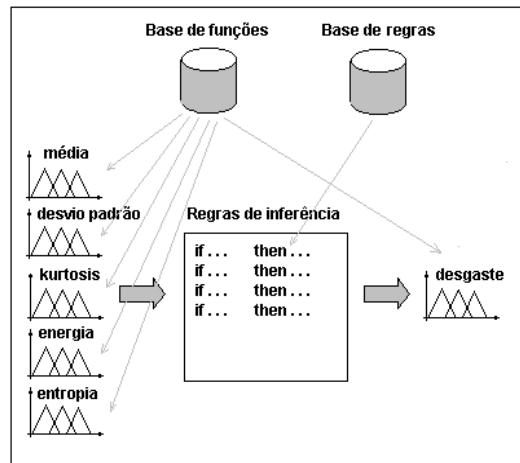 Base de funções
Base de regras
média
desvio padrão
Regras de inferência
if . . . then . . .
if . . . then . . .
if . . . then . . .
if . . . then . . .
kurtosis
desgaste
energia
entropia